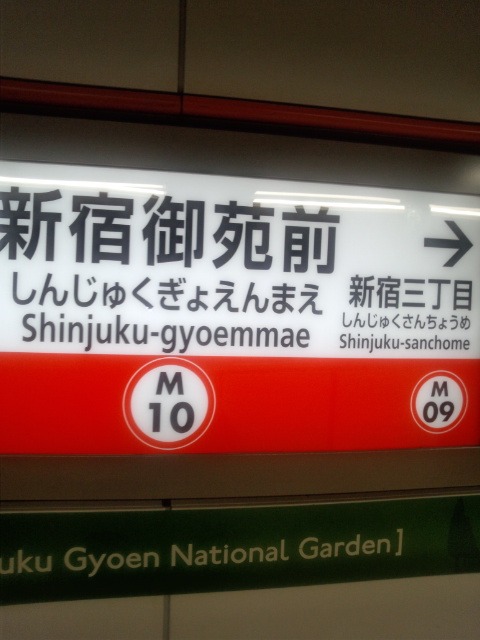 新宿御苑前
しんじゅくぎょえんまえ
Shinjuku-gyoemmae
M
10
→
新宿三丁目
しんじゅくさんちょうめ
Shinjuku-sanchome
M
09
uku Gyoen National Garden]